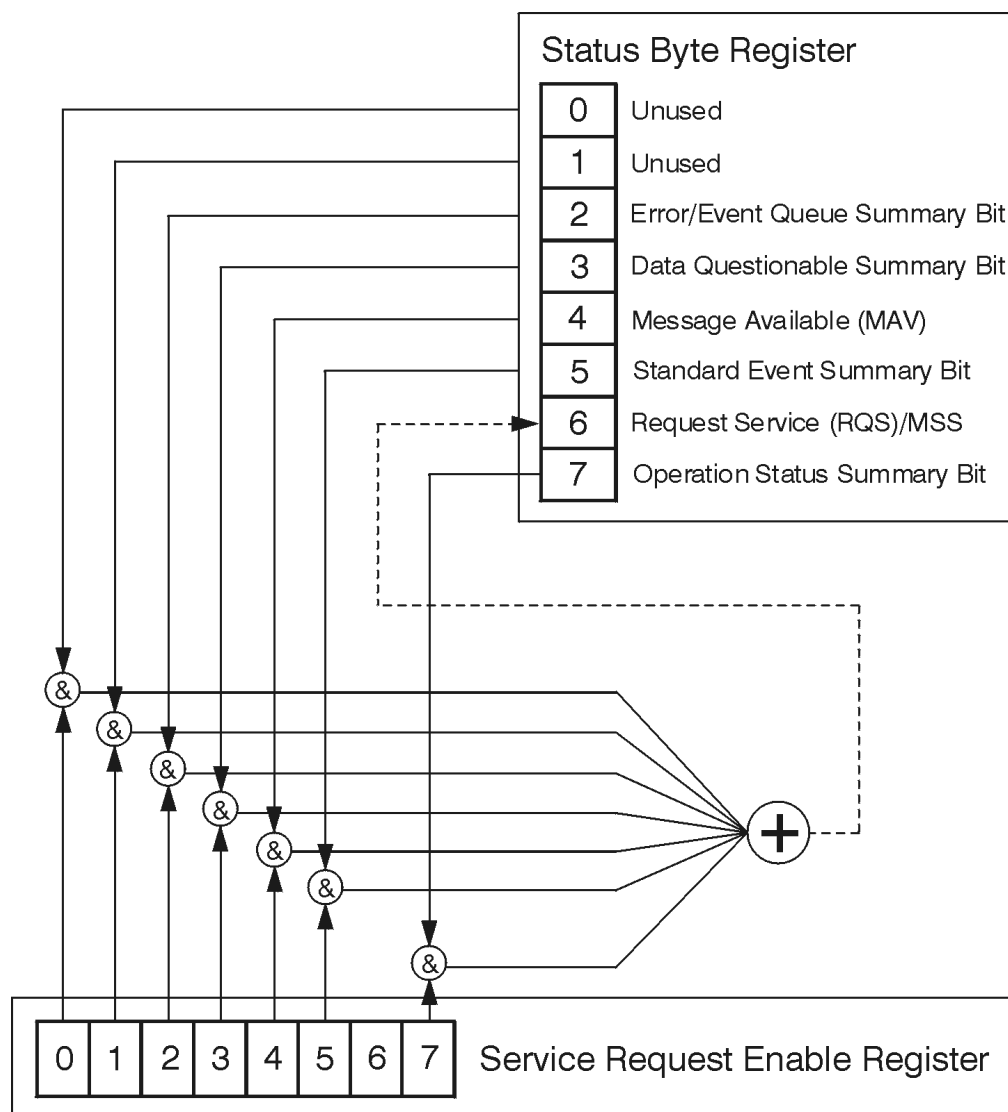 Status Byte Register
0 Unused
1 Unused
2 Error/Event Queue Summary Bit
3 Data Questionable Summary Bit
4 Message Available (MAV)
5 Standard Event Summary Bit
6 Request Service (RQS)/MSS
7 Operation Status Summary Bit
&
&
&
&
&
&
&
+
0 1 2 3 4 5 6 7 Service Request Enable Register